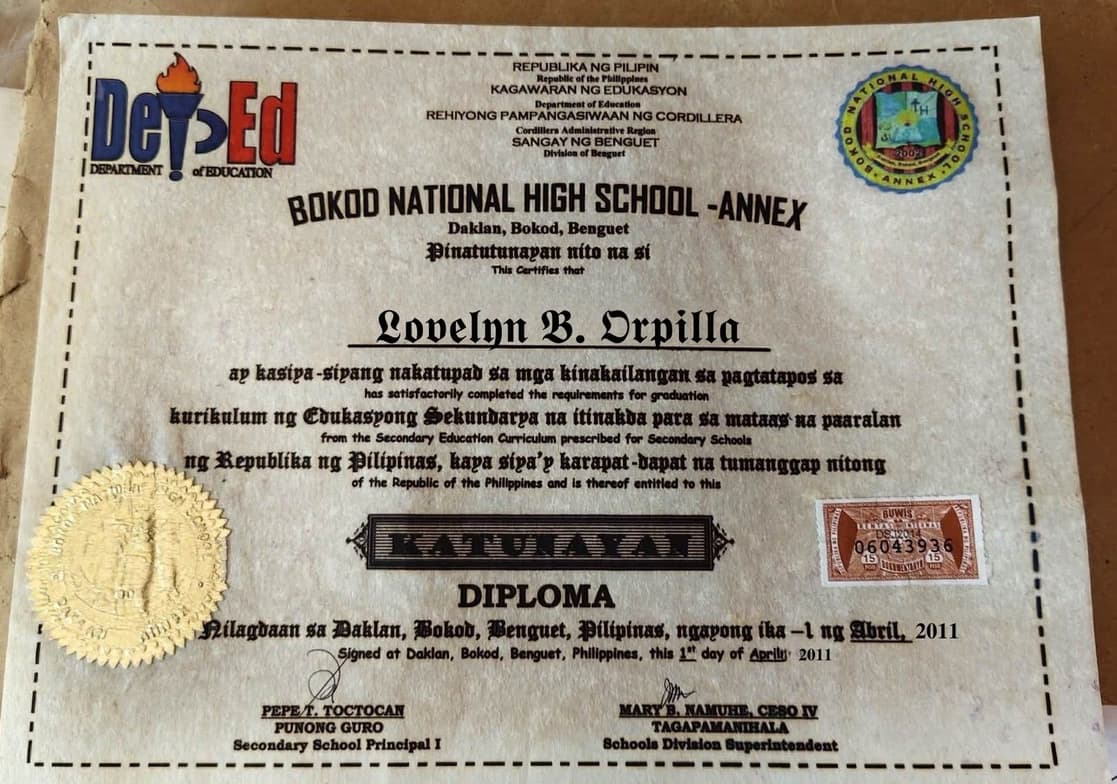 DepEd
DEPARTMENT of EDUCATION
REPUBLIKA NG PILIPIN
Republic of the Philippines
KAGAWARAN NG EDUKASYON
Department of Education
REHIYONG PAMPANGASIWAAN NG CORDILLERA
Cordillera Administrative Region
SANGAY NG BENGUET
Division of Benguet
BOKOD NATIONAL HIGH SCHOOL
2002
ANNEX
BOKOD NATIONAL HIGH SCHOOL -ANNEX
Daklan, Bokod, Benguet
Pinatutunayan nito na si
This Certifies that
Lovelyn B. Orpilla
ay kasiya-siyang nakatupad sa mga kinakailangan sa pagtatapos sa
has satisfactorily completed the requirements for graduation
kurikulum ng Edukasyong Sekundarya na itinakda para sa mataas na paaralan
from the Secondary Education Curriculum prescribed for Secondary Schools
ng Republika ng Pilipinas, kaya siya'y karapat-dapat na tumanggap nitong
of the Republic of the Philippines and is thereof entitled to this
KATUNAYAN
DIPLOMA
BUWIS
RENTAS INTERNAS
06043936
15 15
DOKUMENTARYO
Nilagdaan sa Daklan, Bokod, Benguet, Pilipinas, ngayong ika –1 ng Abril, 2011
Signed at Daklan, Bokod, Benguet, Philippines, this 1st day of April 2011
PEPE T. TOCTOCAN
PUNONG GURO
Secondary School Principal I
MARY B. NAMUHE, CESO IV
TAGAPAMANIHALA
Schools Division Superintendent